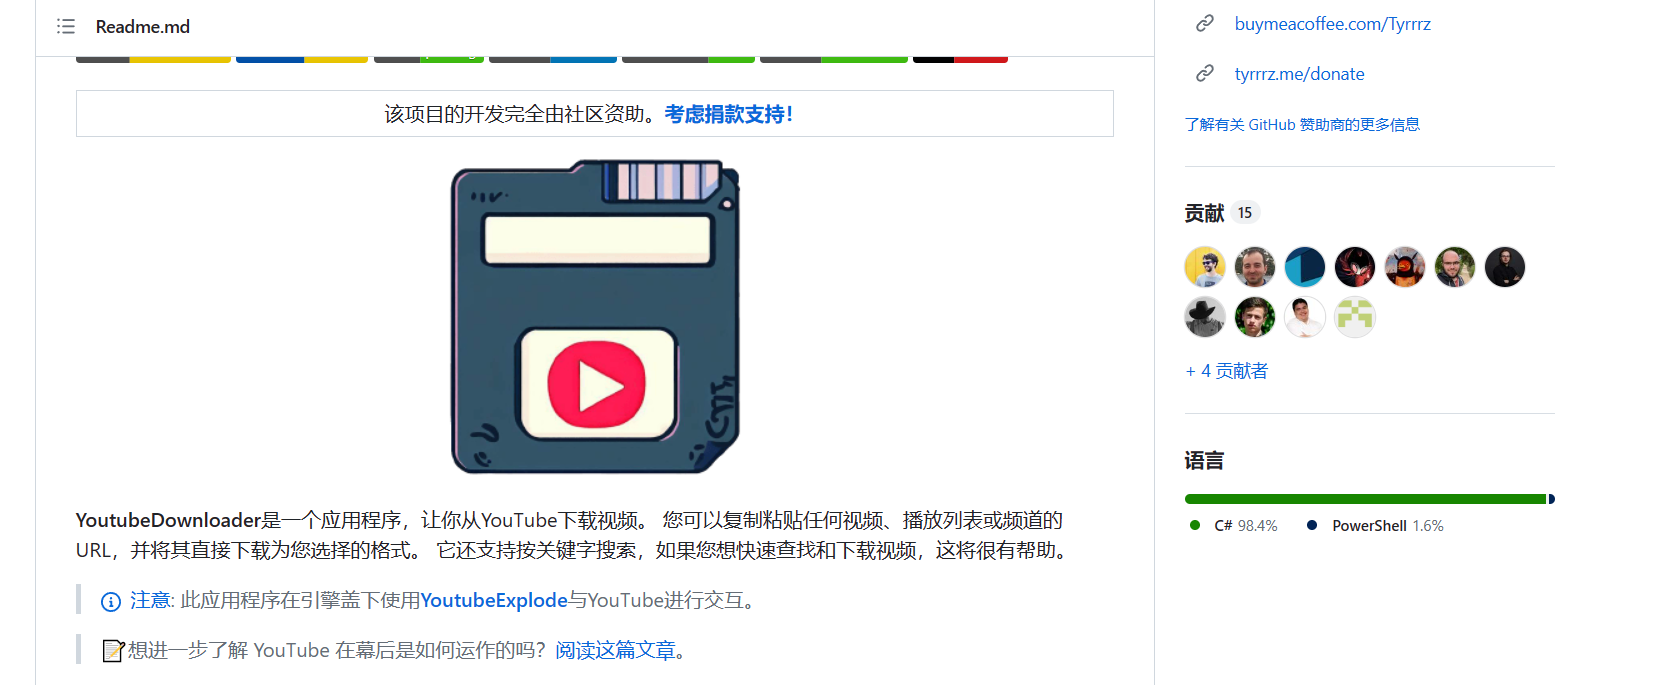 Readme.md
该项目的开发完全由社区资助。考虑捐款支持！
YoutubeDownloader是一个应用程序，让你从YouTube下载视频。 您可以复制粘贴任何视频、播放列表或频道的
URL，并将其直接下载为您选择的格式。 它还支持按关键字搜索，如果您想快速查找和下载视频，这将很有帮助。
注意: 此应用程序在引擎盖下使用YoutubeExplode与YouTube进行交互。
想进一步了解 YouTube 在幕后是如何运作的吗？阅读这篇文章。
buymeacoffee.com/Tyrrrz
tyrrrz.me/donate
了解有关 GitHub 赞助商的更多信息
贡献 15
+ 4 贡献者
语言
C# 98.4% PowerShell 1.6%